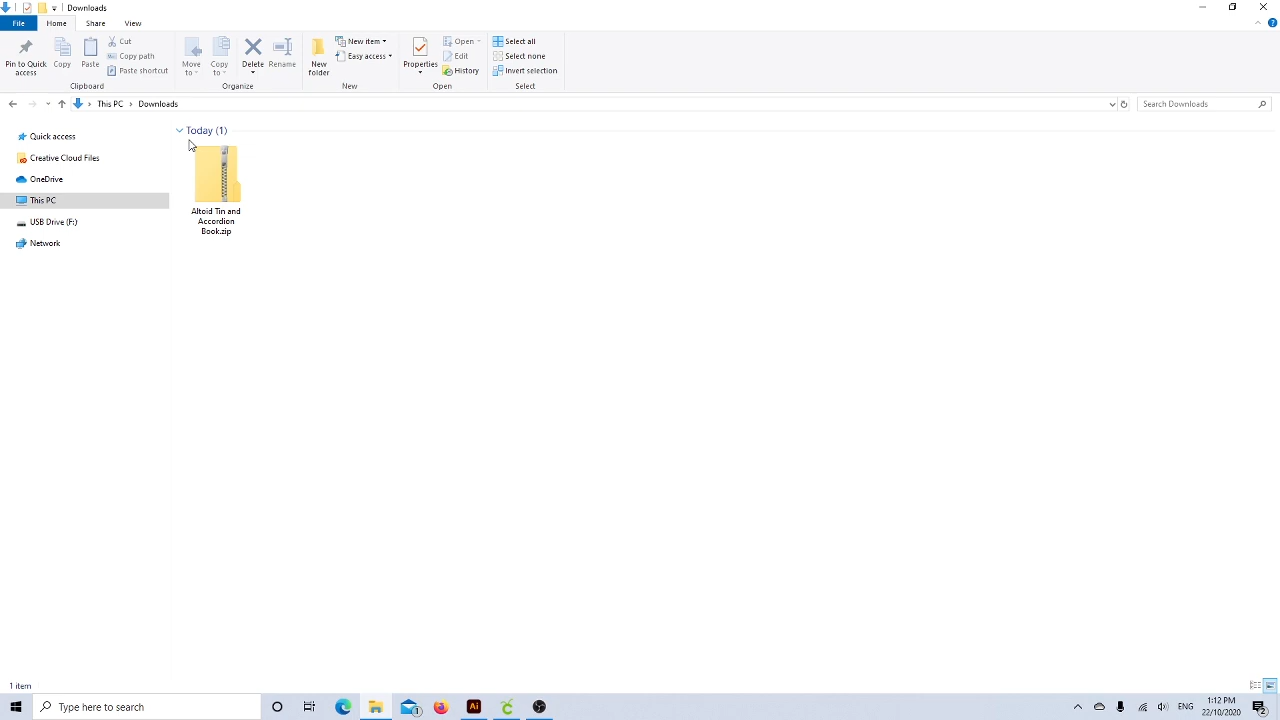 Downloads
File Home Share View
Pin to Quick access
Copy
Paste
Cut
Copy path
Paste shortcut
Clipboard
Move to
Copy to
Delete
Rename
Organize
New folder
New item
Easy access
New
Properties
Open
Edit
History
Open
Select all
Select none
Invert selection
Select
This PC › Downloads
Search Downloads
Quick access
Creative Cloud Files
OneDrive
This PC
USB Drive (F:)
Network
Today (1)
Altoid Tin and
Accordion
Book.zip
1 item
Type here to search
1
Ai
ENG
1:12 PM
22/10/2020
2